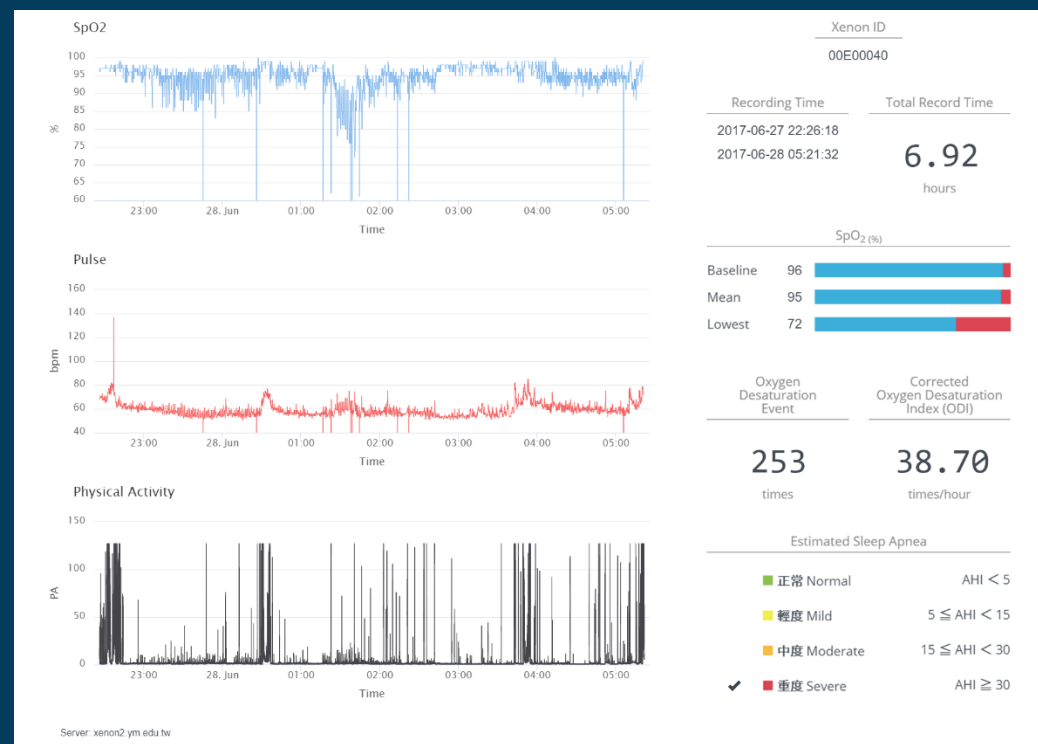 SpO2
100
95
90
85
80
75
70
65
60
%
23:00 28. Jun 01:00 02:00 03:00 04:00 05:00
Time
Pulse
160
140
120
100
80
60
40
bpm
23:00 28. Jun 01:00 02:00 03:00 04:00 05:00
Time
Physical Activity
150
100
50
0
PA
23:00 28. Jun 01:00 02:00 03:00 04:00 05:00
Time
Server: xenon2.ym.edu.tw
Xenon ID
00E00040
Recording Time
2017-06-27 22:26:18
2017-06-28 05:21:32
Total Record Time
6.92
hours
SpO2 (%)
Baseline 96
Mean 95
Lowest 72
Oxygen
Desaturation
Event
253
times
Corrected
Oxygen Desaturation
Index (ODI)
38.70
times/hour
Estimated Sleep Apnea
正常 Normal AHI < 5
輕度 Mild 5 ≦ AHI < 15
中度 Moderate 15 ≦ AHI < 30
重度 Severe AHI ≧ 30